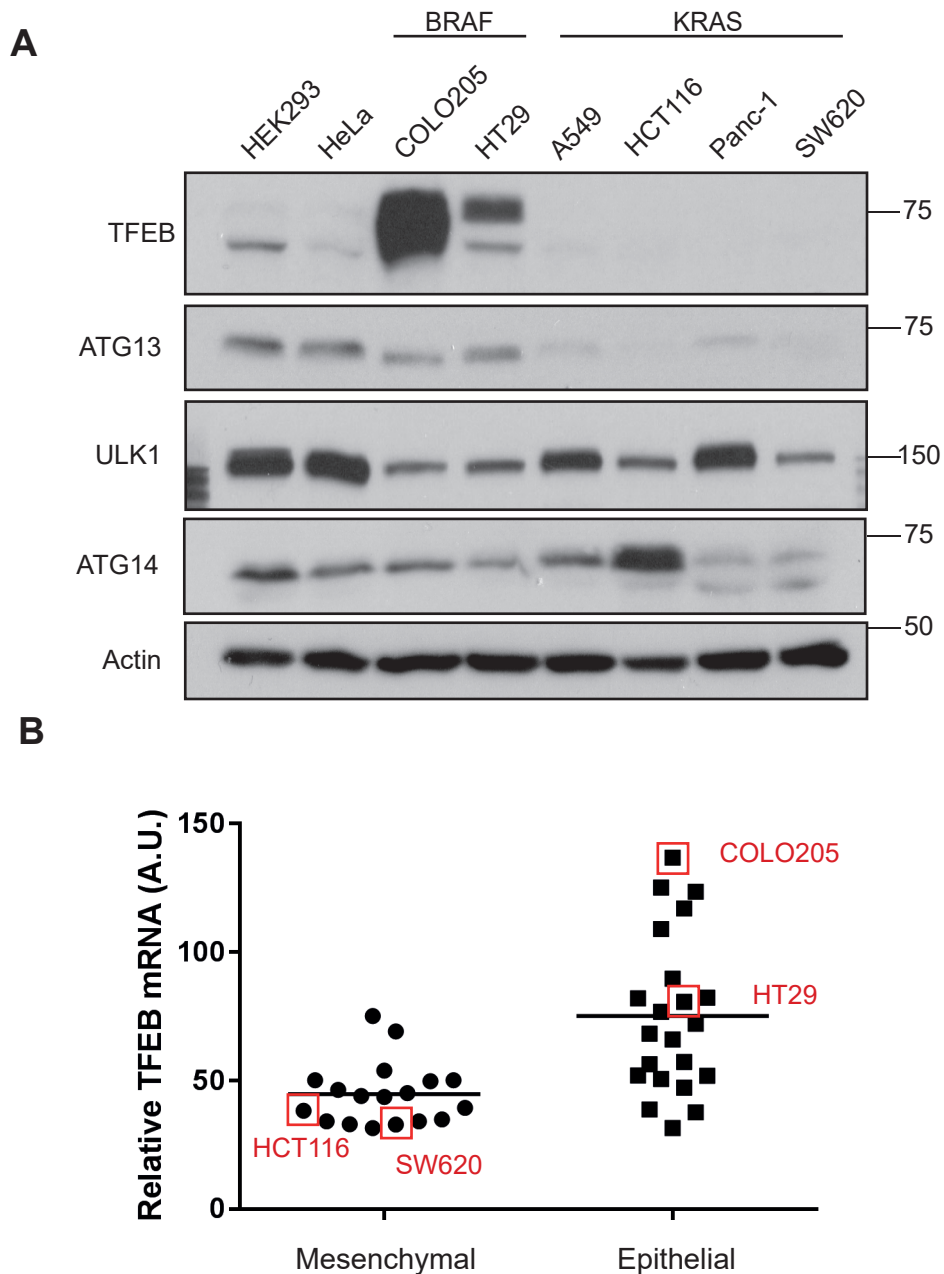 A
BRAF
KRAS
HEK293
HeLa
COLO205
HT29
A549
HCT116
Panc-1
SW620
TFEB
75
ATG13
75
ULK1
150
ATG14
75
50
Actin
B
Relative TFEB mRNA (A.U.)
150
100
50
0
COLO205
HT29
HCT116
SW620
Mesenchymal
Epithelial